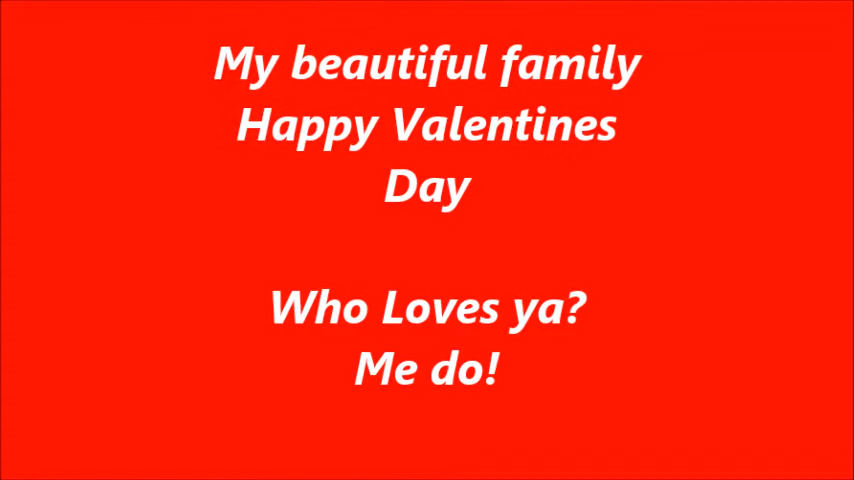 My beautiful family
Happy Valentines
Day
Who Loves ya?
Me do!